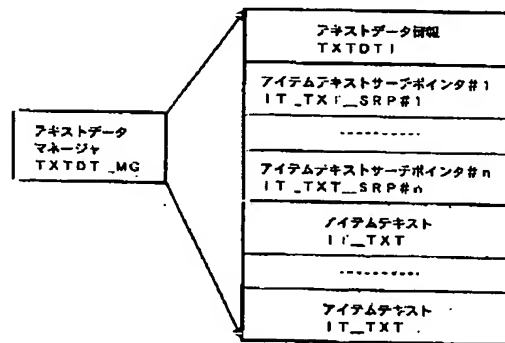 テキストデータ
マネージャ
TXTDT_MG
テキストデータ情報
TXTDTI
アイテムテキストサーチポインタ#1
IT_TXT_SRP#1
----------
アイテムテキストサーチポインタ#n
IT_TXT_SRP#n
アイテムテキスト
IT_TXT
----------
アイテムテキスト
IT_TXT